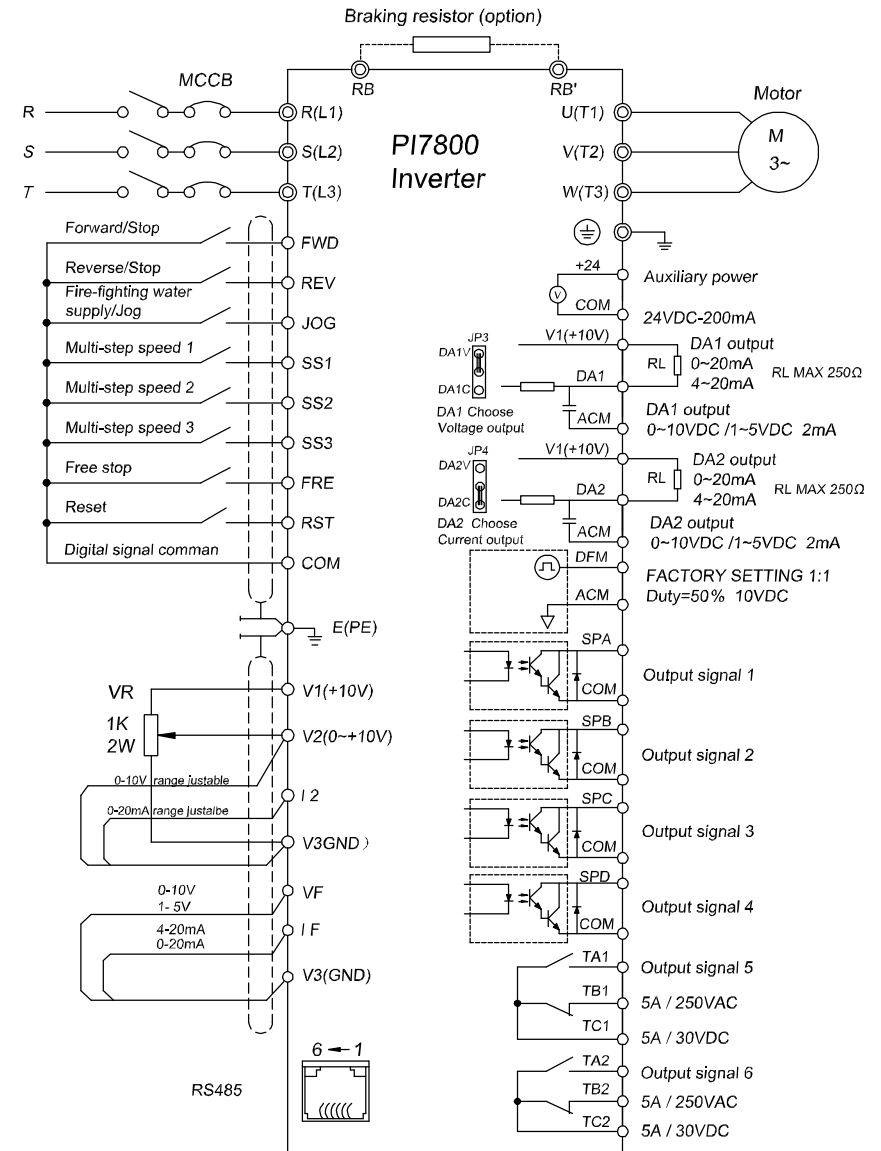 Braking resistor (option)
RB
RB'
MCCB
R
R(L1)
S
S(L2)
T
T(L3)
PI7800
Inverter
U(T1)
V(T2)
W(T3)
Motor
M
3~
Forward/Stop
FWD
Reverse/Stop
REV
Fire-fighting water
supply/Jog
JOG
Multi-step speed 1
SS1
Multi-step speed 2
SS2
Multi-step speed 3
SS3
Free stop
FRE
Reset
RST
Digital signal comman
COM
E(PE)
VR
1K
2W
V1(+10V)
V2(0~+10V)
0-10V range justable
I 2
0-20mA range justalbe
V3GND）
0-10V
1- 5V
VF
4-20mA
0-20mA
I F
V3(GND)
RS485
6 1
+24
Auxiliary power
V
COM
24VDC-200mA
V1(+10V)
JP3
DA1V
DA1C
DA1 Choose
Voltage output
DA1
ACM
RL
DA1 output
0~20mA
4~20mA
RL MAX 250Ω
DA1 output
0~10VDC /1~5VDC 2mA
V1(+10V)
JP4
DA2V
DA2C
DA2 Choose
Current output
DA2
ACM
RL
DA2 output
0~20mA
4~20mA
RL MAX 250Ω
DA2 output
0~10VDC /1~5VDC 2mA
DFM
ACM
FACTORY SETTING 1:1
Duty=50% 10VDC
SPA
COM
Output signal 1
SPB
COM
Output signal 2
SPC
COM
Output signal 3
SPD
COM
Output signal 4
TA1
Output signal 5
TB1
5A / 250VAC
TC1
5A / 30VDC
TA2
Output signal 6
TB2
5A / 250VAC
TC2
5A / 30VDC